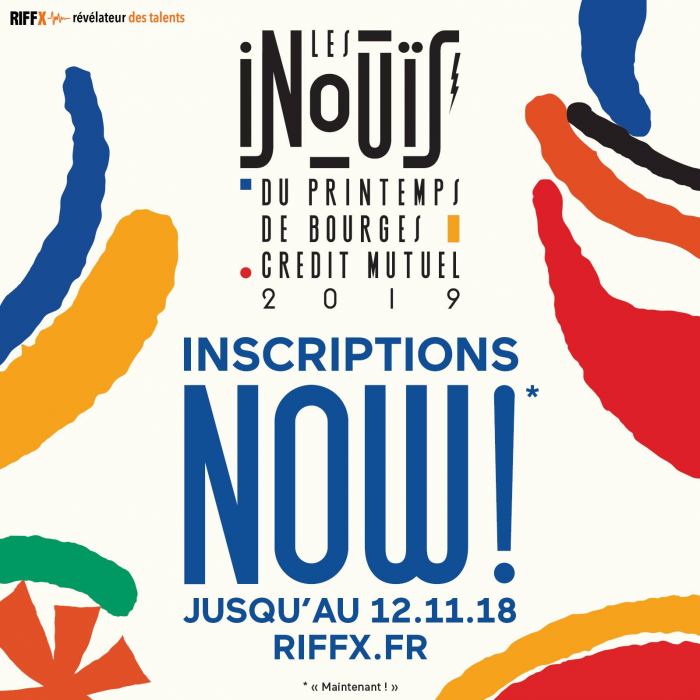 RIFFX révélateur des talents
LES
iNOUïS
DU PRINTEMPS
DE BOURGES
CREDIT MUTUEL
2019
INSCRIPTIONS
NOW!*
JUSQU'AU 12.11.18
RIFFX.FR
* « Maintenant ! »